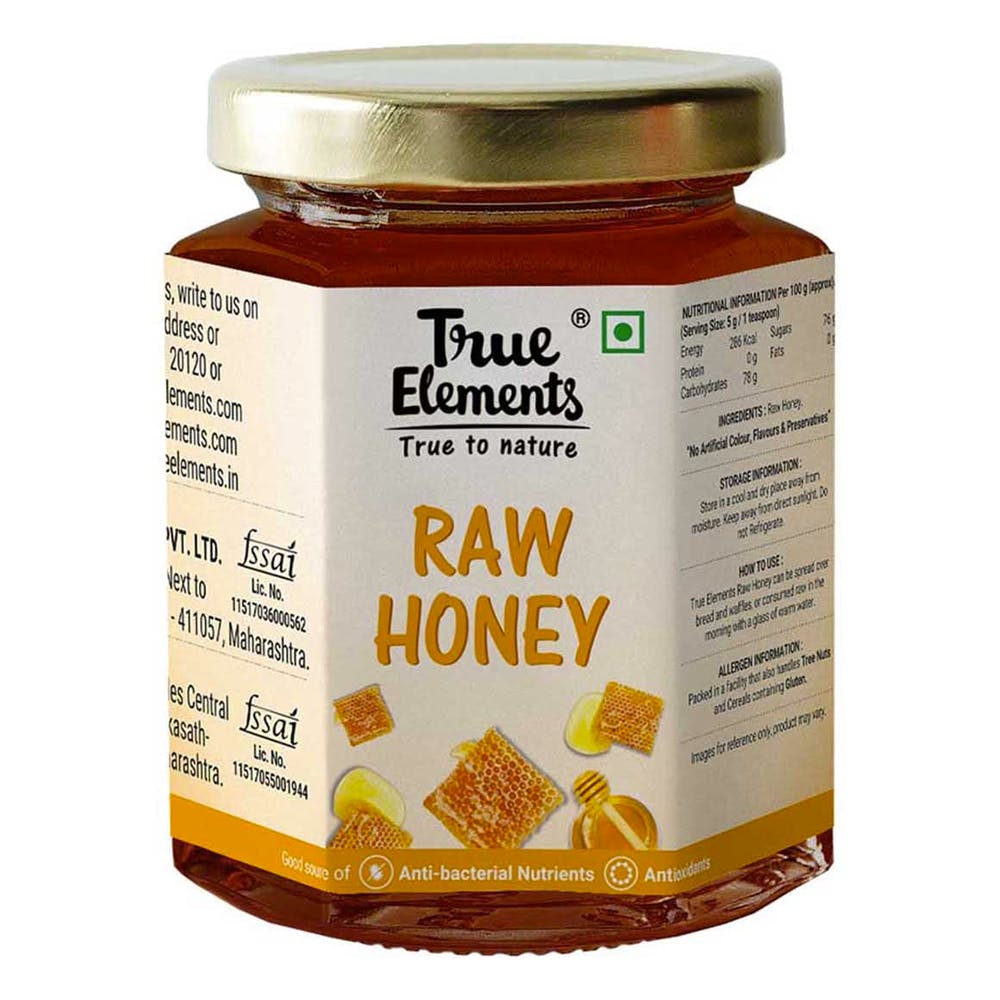 s, write to us on
ddress or
20120 or
lements.com
ements.com
eelements.in
PVT. LTD.
fssai
Lic. No.
11517036000562
Next to
- 411057, Maharashtra.
les Central
kasath-
arashtra.
fssai
Lic. No.
11517055001944
True ®
Elements
True to nature
RAW
HONEY
Good soure of Anti-bacterial Nutrients Antioxidants
NUTRITIONAL INFORMATION Per 100 g (approx).
(Serving Size: 5 g / 1 teaspoon)
Energy 286 Kcal Sugars 76 g
Protein 0 g Fats 0 g
Carbohydrates 78 g
INGREDIENTS : Raw Honey.
"No Artificial Colour, Flavours & Preservatives"
STORAGE INFORMATION :
Store in a cool and dry place away from
moisture. Keep away from direct sunlight. Do
not Refrigerate.
HOW TO USE :
True Elements Raw Honey can be spread over
bread and waffles, or consumed raw in the
morning with a glass of warm water.
ALLERGEN INFORMATION :
Packed in a facility that also handles Tree Nuts
and Cereals containing Gluten.
Images for reference only, product may vary.